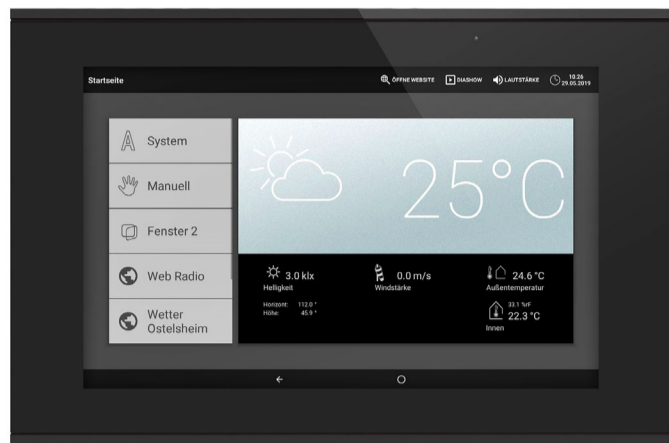 Startseite
ÖFFNE WEBSITE
DIASHOW
LAUTSTÄRKE
10:26
29.05.2019
System
Manuell
Fenster 2
Web Radio
Wetter
Ostelsheim
25°C
3.0 klx
Helligkeit
Horizont: 112.0 °
Höhe: 45.9 °
0.0 m/s
Windstärke
24.6 °C
Außentemperatur
33.1 %rF
22.3 °C
Innen